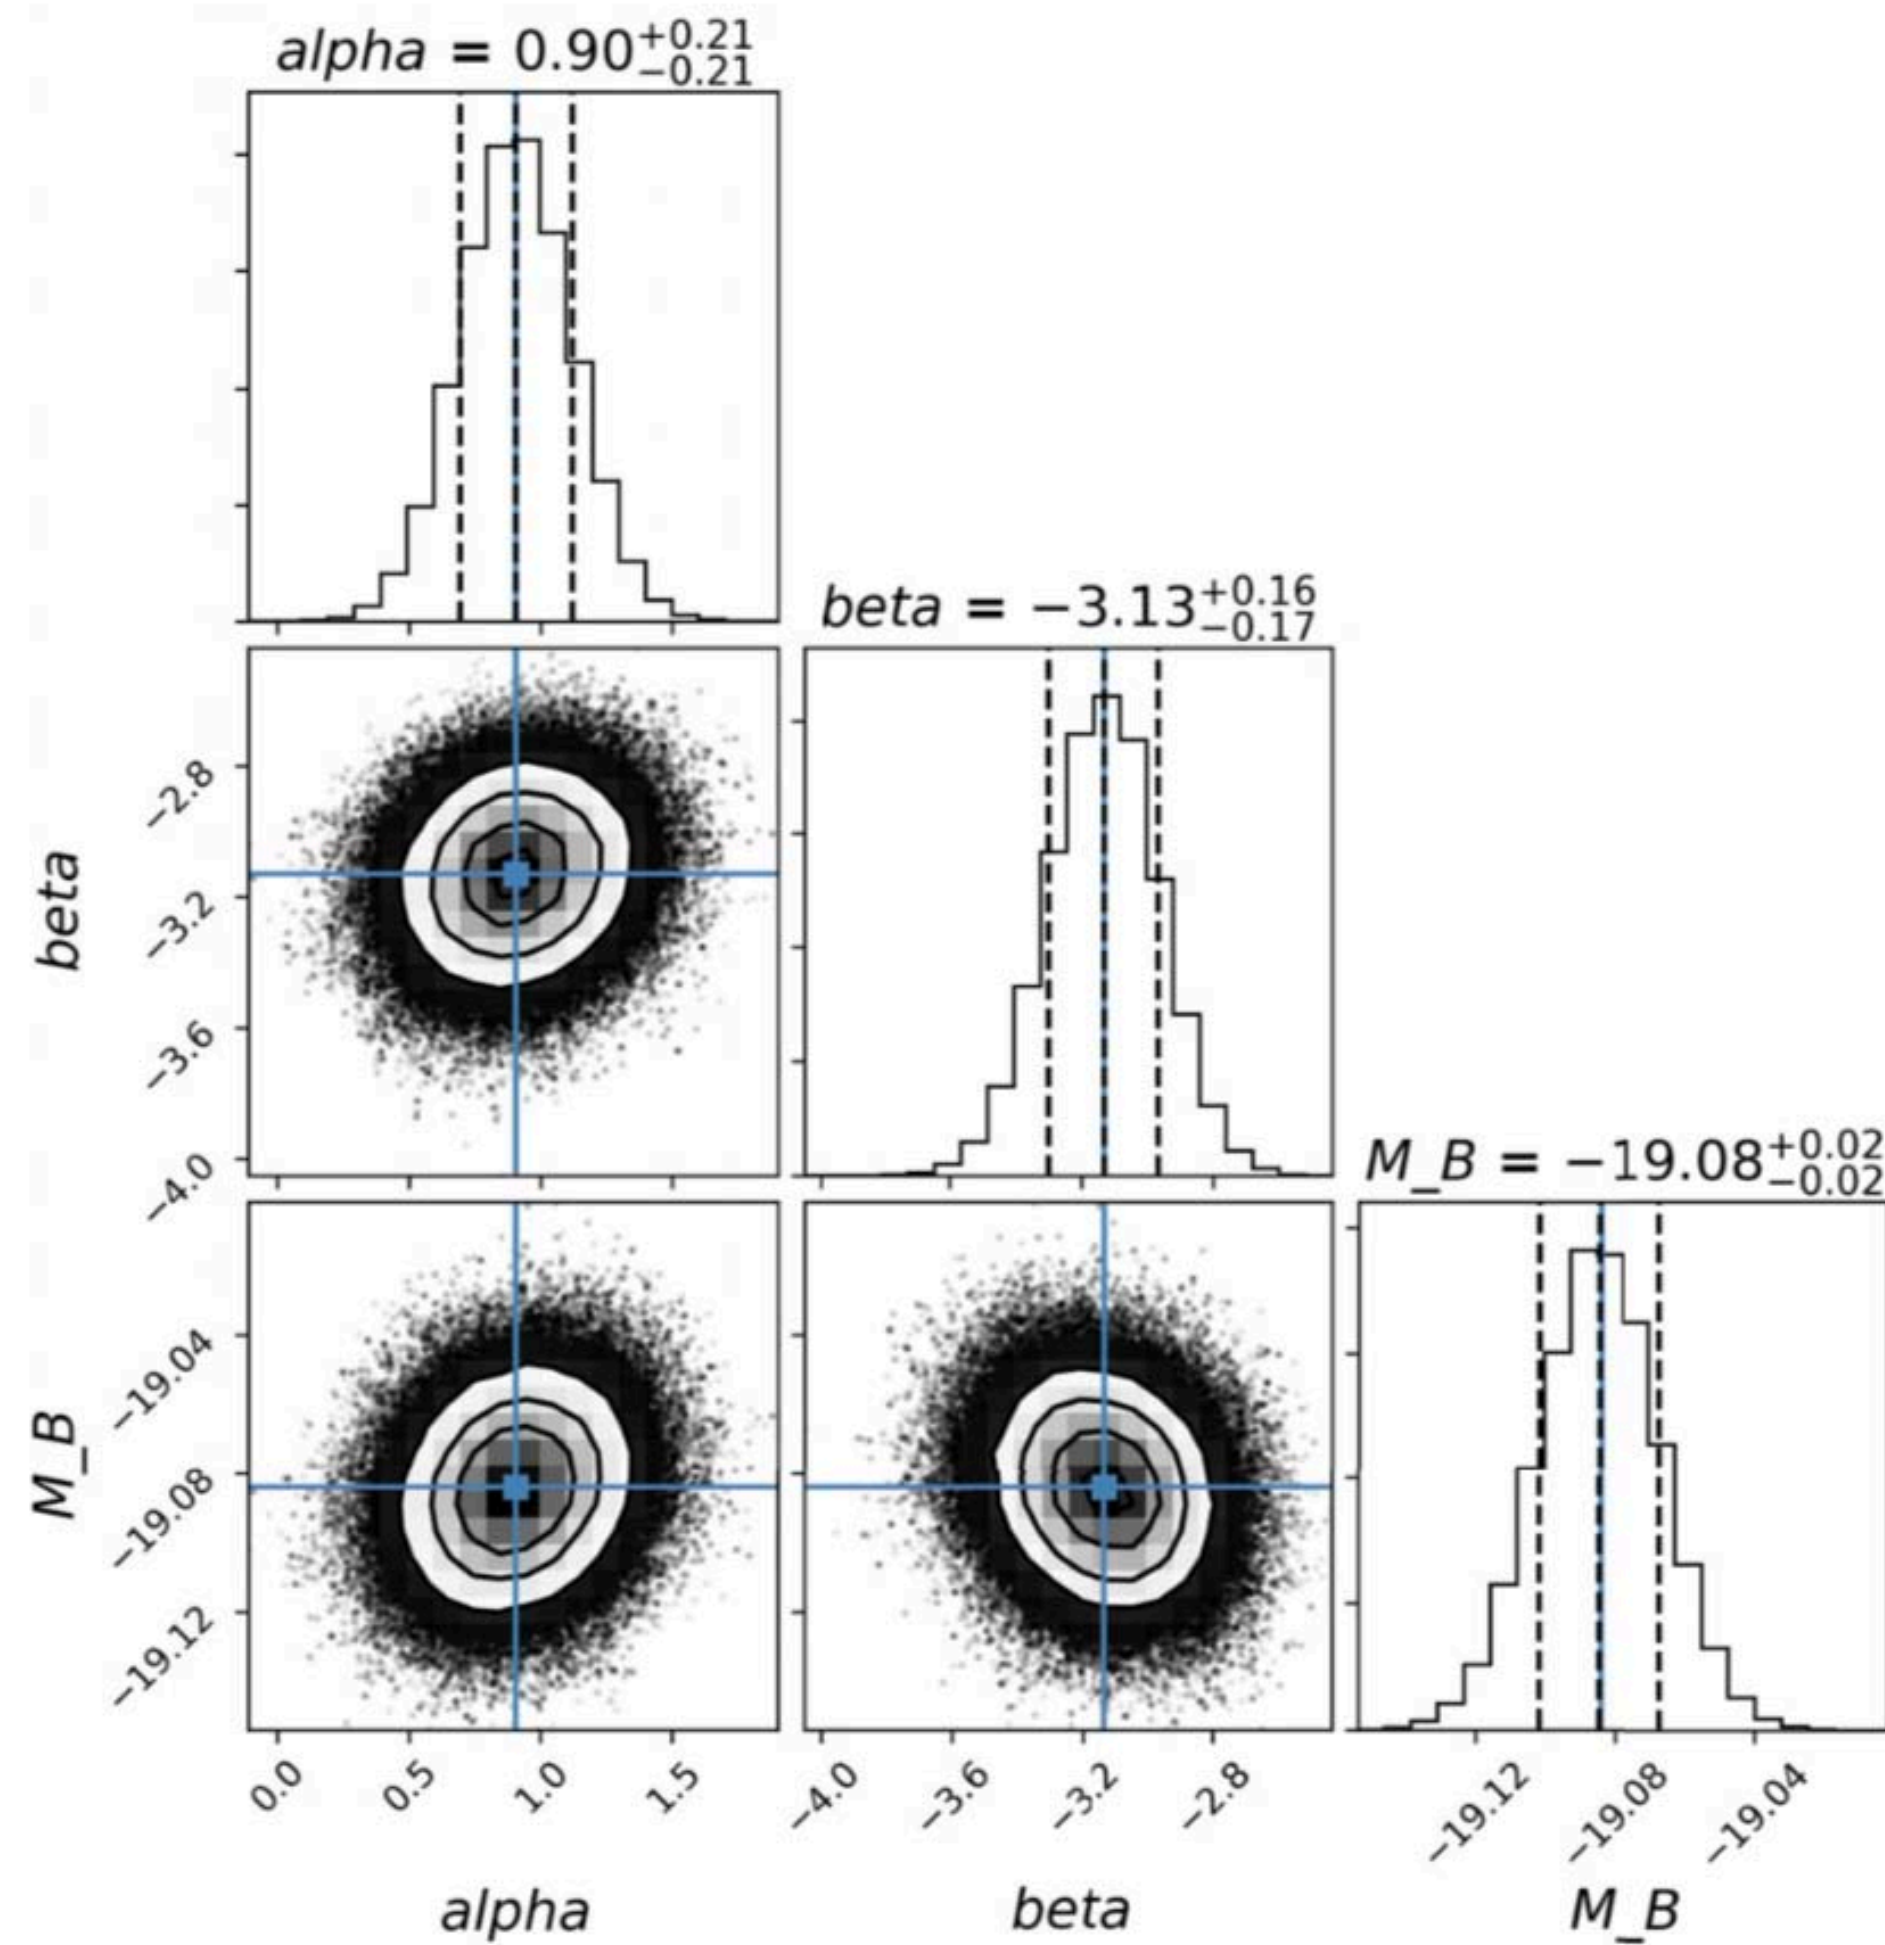 alpha = 0.90+0.21−0.21
beta = −3.13+0.16−0.17
beta
−2.8
−3.2
−3.6
−4.0
M_B = −19.08+0.02−0.02
M_B
−19.04
−19.08
−19.12
0.0 0.5 1.0 1.5
−4.0 −3.6 −3.2 −2.8
−19.12 −19.08 −19.04
alpha beta M_B